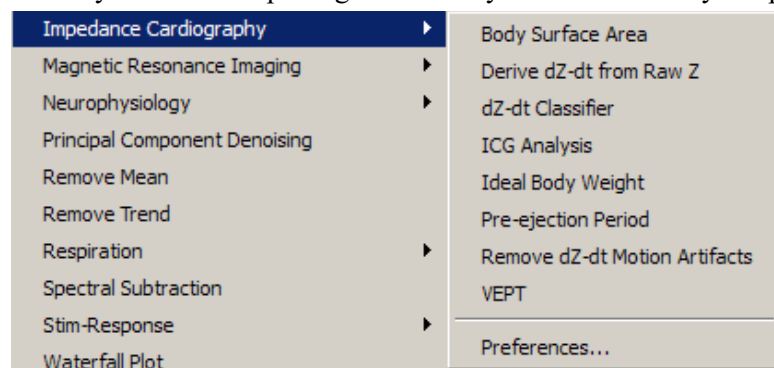 Impedance Cardiography
Magnetic Resonance Imaging
Neurophysiology
Principal Component Denoising
Remove Mean
Remove Trend
Respiration
Spectral Subtraction
Stim-Response
Waterfall Plot
Body Surface Area
Derive dZ-dt from Raw Z
dZ-dt Classifier
ICG Analysis
Ideal Body Weight
Pre-ejection Period
Remove dZ-dt Motion Artifacts
VEPT
Preferences...